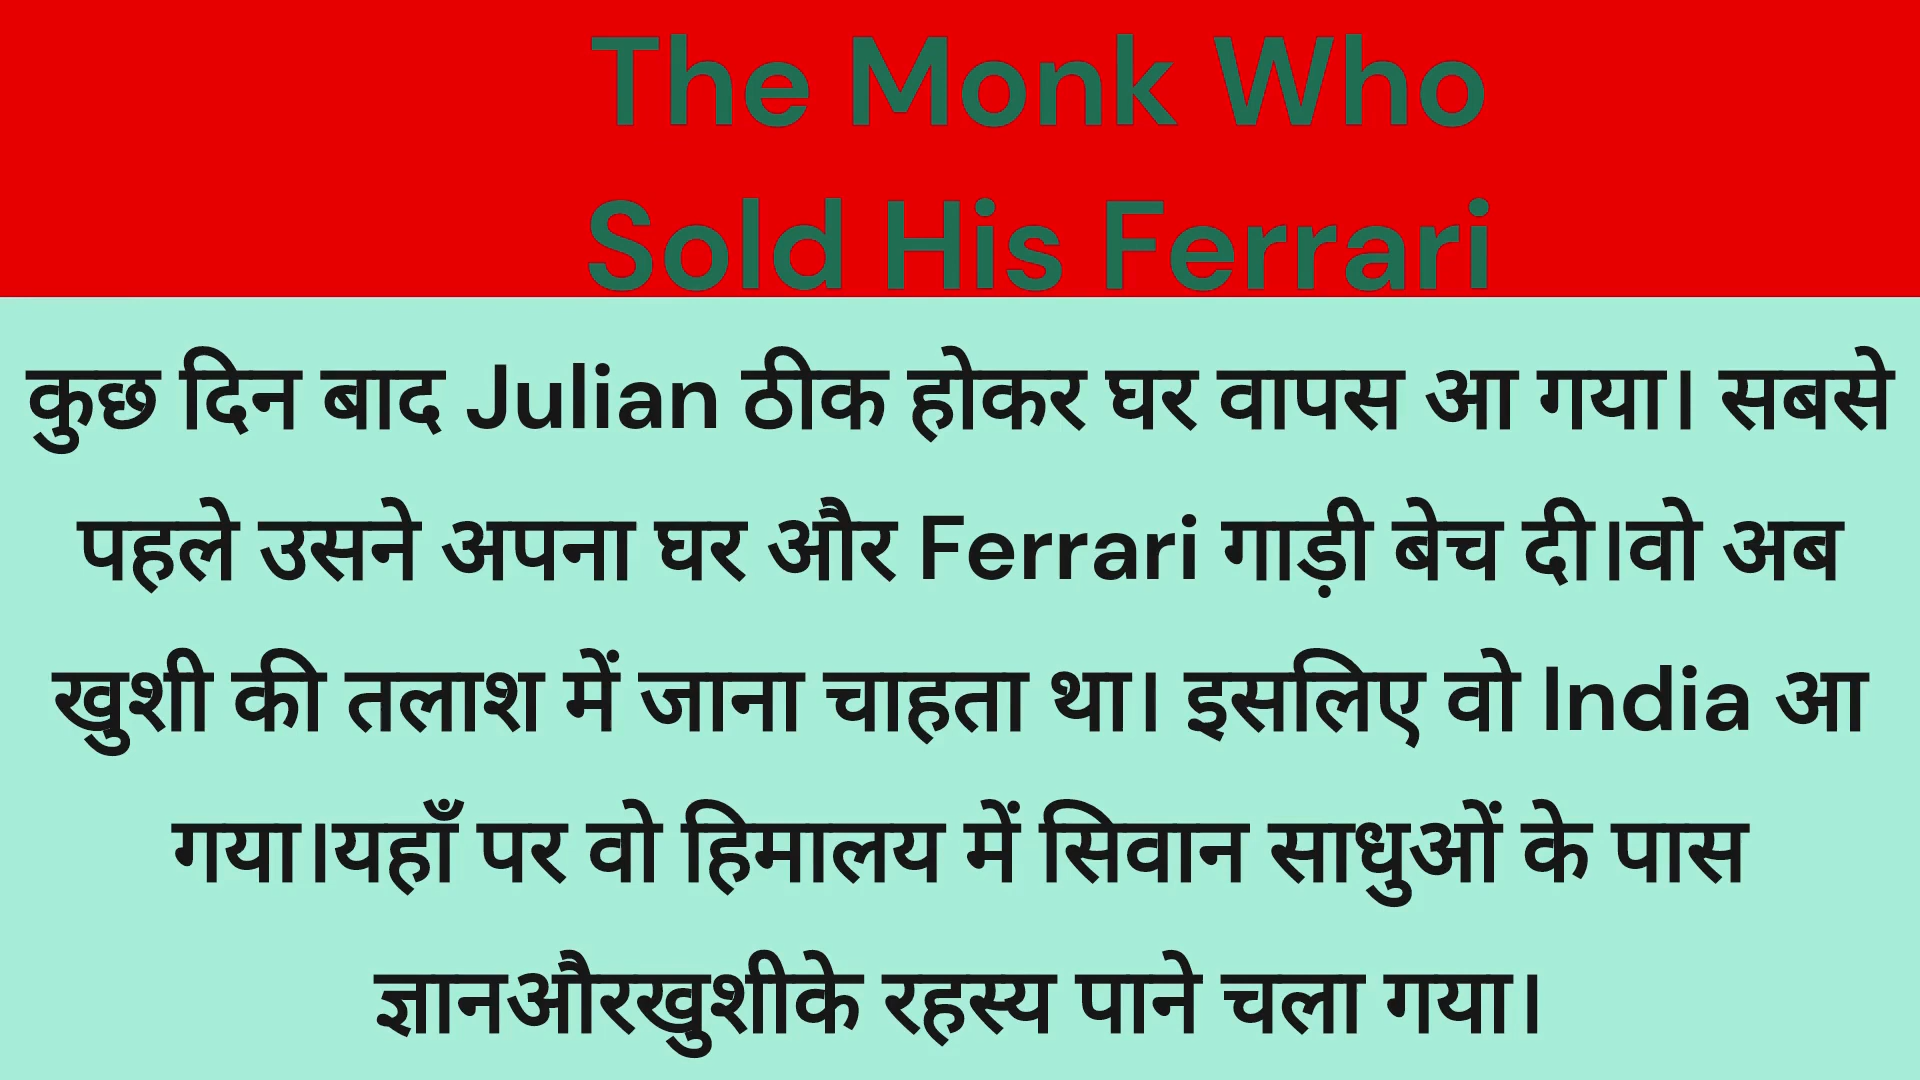 The Monk Who
Sold His Ferrari
कुछ दिन बाद Julian ठीक होकर घर वापस आ गया। सबसे
पहले उसने अपना घर और Ferrari गाड़ी बेच दी।वो अब
खुशी की तलाश में जाना चाहता था। इसलिए वो India आ
गया।यहाँ पर वो हिमालय में सिवान साधुओं के पास
ज्ञानऔरखुशीके रहस्य पाने चला गया।